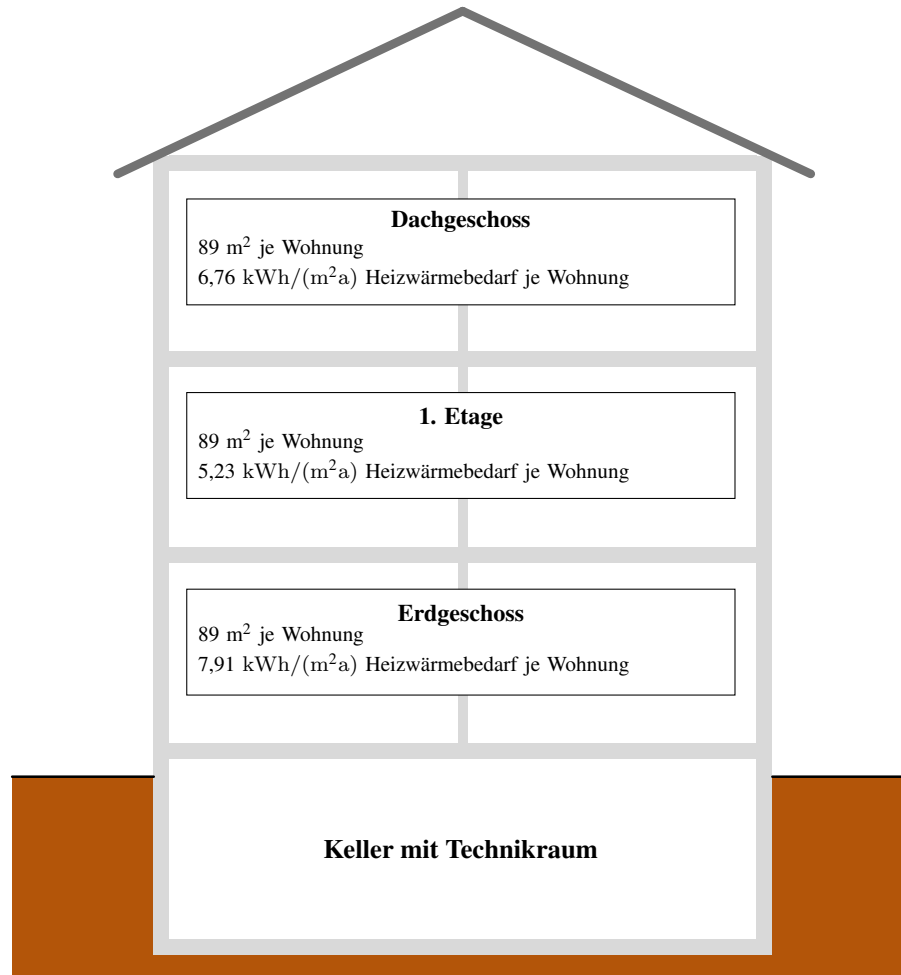 Dachgeschoss
89 m² je Wohnung
6,76 kWh/(m²a) Heizwärmebedarf je Wohnung
1. Etage
89 m² je Wohnung
5,23 kWh/(m²a) Heizwärmebedarf je Wohnung
Erdgeschoss
89 m² je Wohnung
7,91 kWh/(m²a) Heizwärmebedarf je Wohnung
Keller mit Technikraum